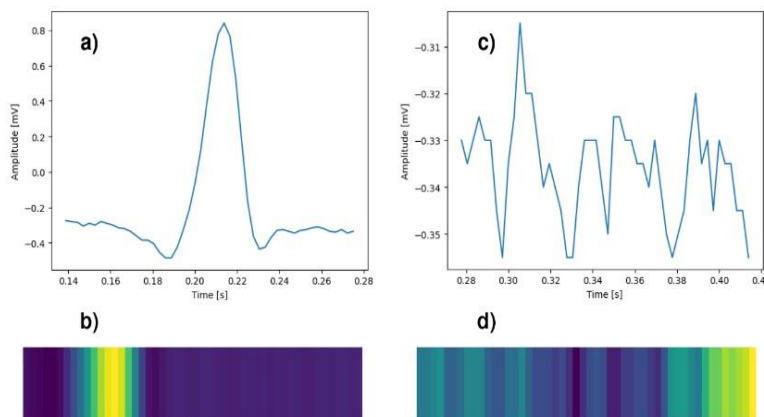 a)
0.8
0.6
0.4
0.2
0.0
−0.2
−0.4
Amplitude [mV]
0.14 0.16 0.18 0.20 0.22 0.24 0.26 0.28
Time [s]
c)
−0.31
−0.32
−0.33
−0.34
−0.35
Amplitude [mV]
0.28 0.30 0.32 0.34 0.36 0.38 0.40 0.4
Time [s]
b)
d)